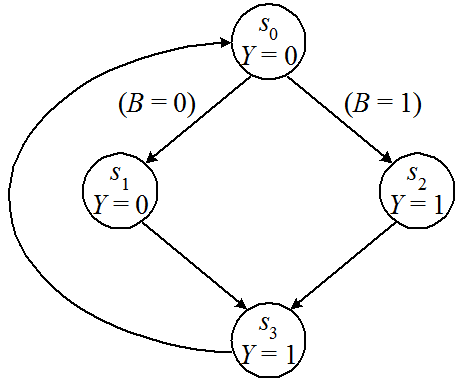 s0
Y = 0
(B = 0)
(B = 1)
s1
Y = 0
s2
Y = 1
s3
Y = 1